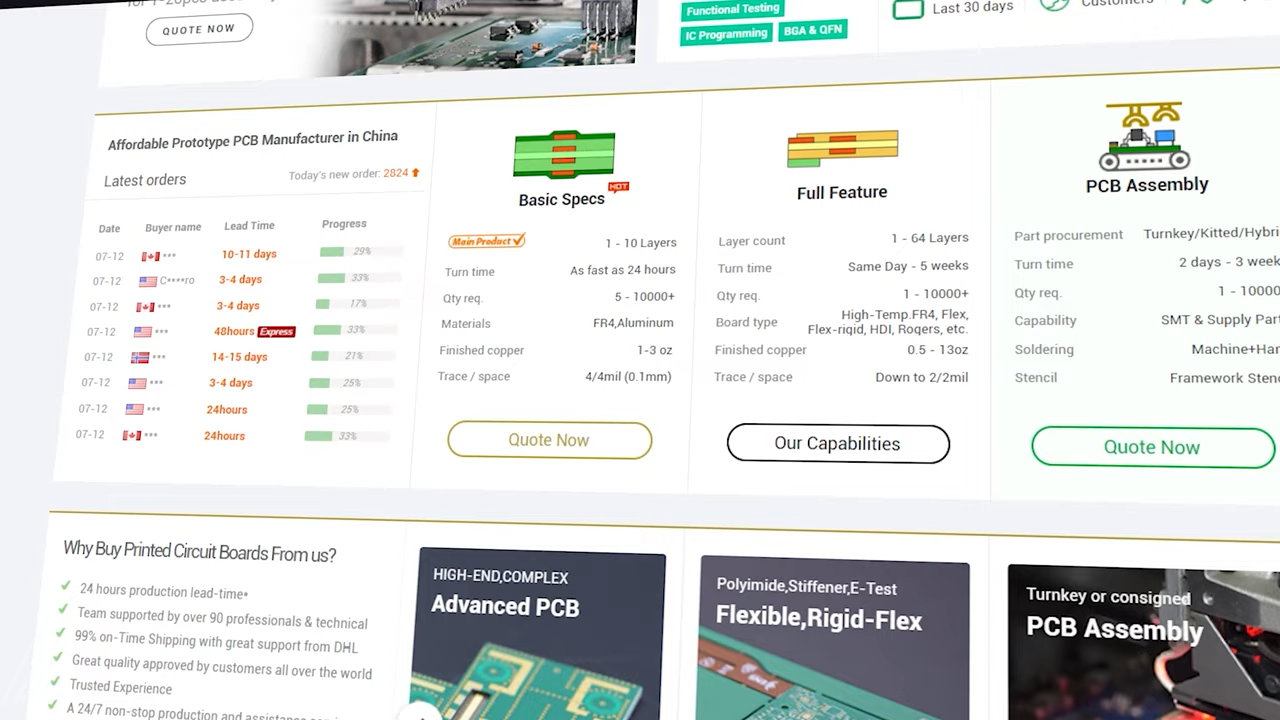 QUOTE NOW
Functional Testing
IC Programming
BGA & QFN
Last 30 days
Customers
Affordable Prototype PCB Manufacturer in China
Latest orders
Today's new order: 2824
Date Buyer name Lead Time Progress
07-12 *** 10-11 days 29%
07-12 C****ro 3-4 days 33%
07-12 *** 3-4 days 17%
07-12 *** 48hours Express 33%
07-12 *** 14-15 days 21%
07-12 *** 3-4 days 25%
07-12 *** 24hours 25%
07-12 *** 24hours 33%
HOT
Basic Specs
Main Product
1 - 10 Layers
Turn time As fast as 24 hours
Qty req. 5 - 10000+
Materials FR4,Aluminum
Finished copper 1-3 oz
Trace / space 4/4mil (0.1mm)
Quote Now
Full Feature
Layer count 1 - 64 Layers
Turn time Same Day - 5 weeks
Qty req. 1 - 10000+
Board type High-Temp.FR4, Flex,
Flex-rigid, HDI, Rogers, etc.
Finished copper 0.5 - 13oz
Trace / space Down to 2/2mil
Our Capabilities
PCB Assembly
Part procurement Turnkey/Kitted/Hybri
Turn time 2 days - 3 week
Qty req. 1 - 10000
Capability SMT & Supply Part
Soldering Machine+Han
Stencil Framework Stenc
Quote Now
Why Buy Printed Circuit Boards From us?
24 hours production lead-time*
Team supported by over 90 professionals & technical
99% on-Time Shipping with great support from DHL
Great quality approved by customers all over the world
Trusted Experience
A 24/7 non-stop production and assistance
HIGH-END,COMPLEX
Advanced PCB
Polyimide,Stiffener,E-Test
Flexible,Rigid-Flex
Turnkey or consigned
PCB Assembly